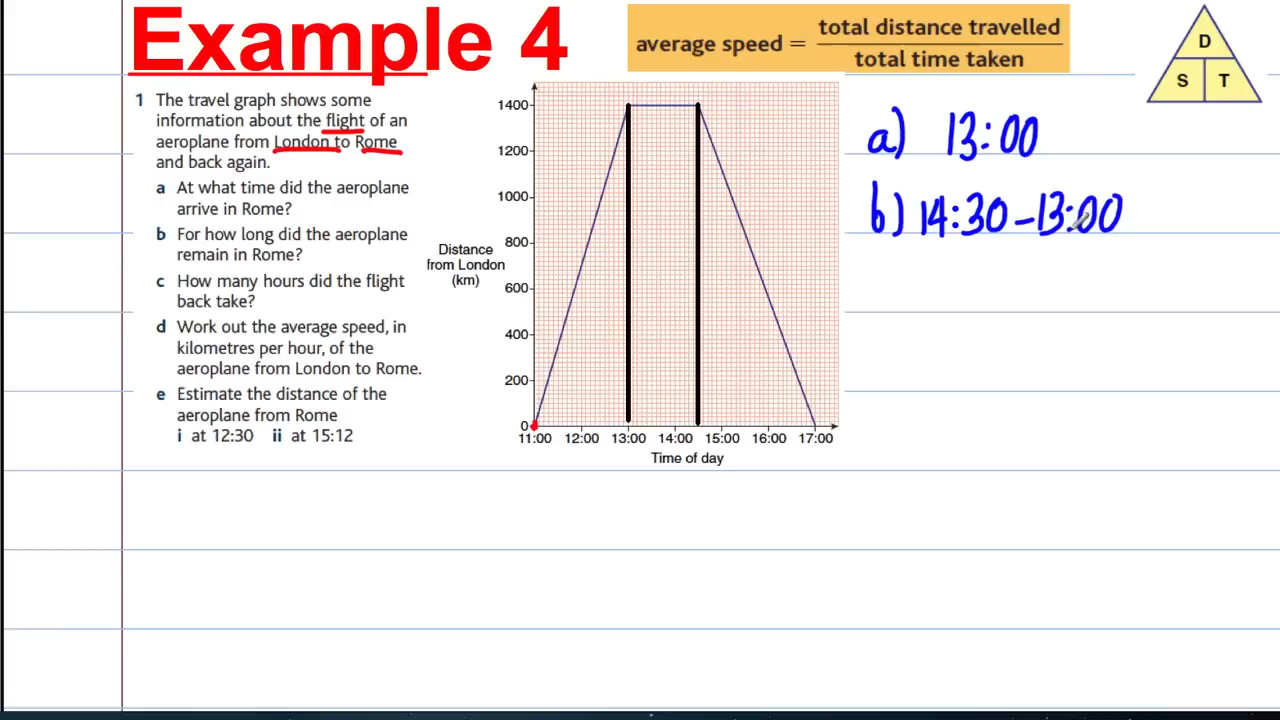 Example 4
average speed = total distance travelled
total time taken
D
S T
1 The travel graph shows some
information about the flight of an
aeroplane from London to Rome
and back again.
a At what time did the aeroplane
arrive in Rome?
b For how long did the aeroplane
remain in Rome?
c How many hours did the flight
back take?
d Work out the average speed, in
kilometres per hour, of the
aeroplane from London to Rome.
e Estimate the distance of the
aeroplane from Rome
i at 12:30 ii at 15:12
Distance
from London
(km)
1400
1200
1000
800
600
400
200
0
11:00 12:00 13:00 14:00 15:00 16:00 17:00
Time of day
a) 13:00
b) 14:30 - 13:00